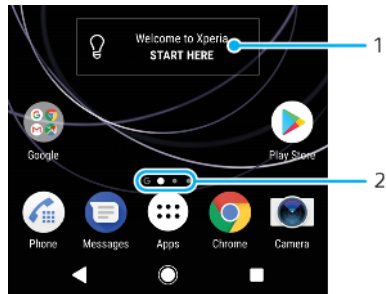 Welcome to Xperia
START HERE
1
Google
Play Store
G
2
Phone
Messages
Apps
Chrome
Camera